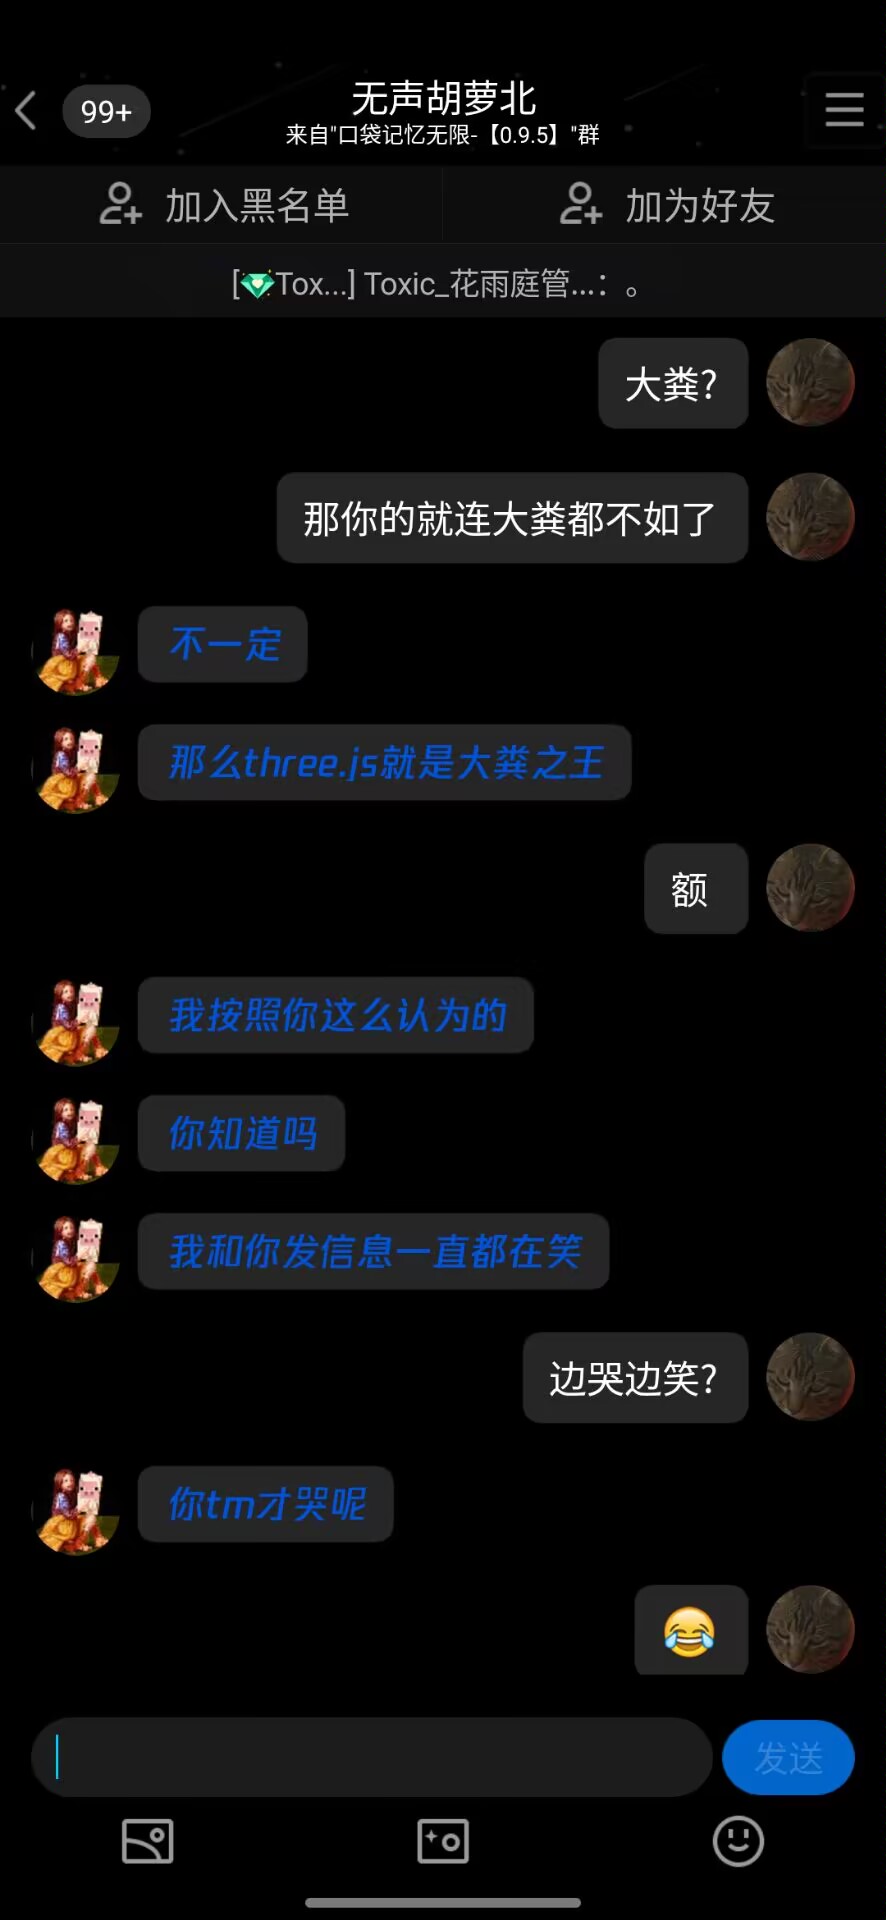 99+
无声胡萝北
来自"口袋记忆无限-【0.9.5】"群
加入黑名单
加为好友
[Tox...] Toxic_花雨庭管...：。
大粪?
那你的就连大粪都不如了
不一定
那么three.js就是大粪之王
额
我按照你这么认为的
你知道吗
我和你发信息一直都在笑
边哭边笑?
你tm才哭呢
😂
发送